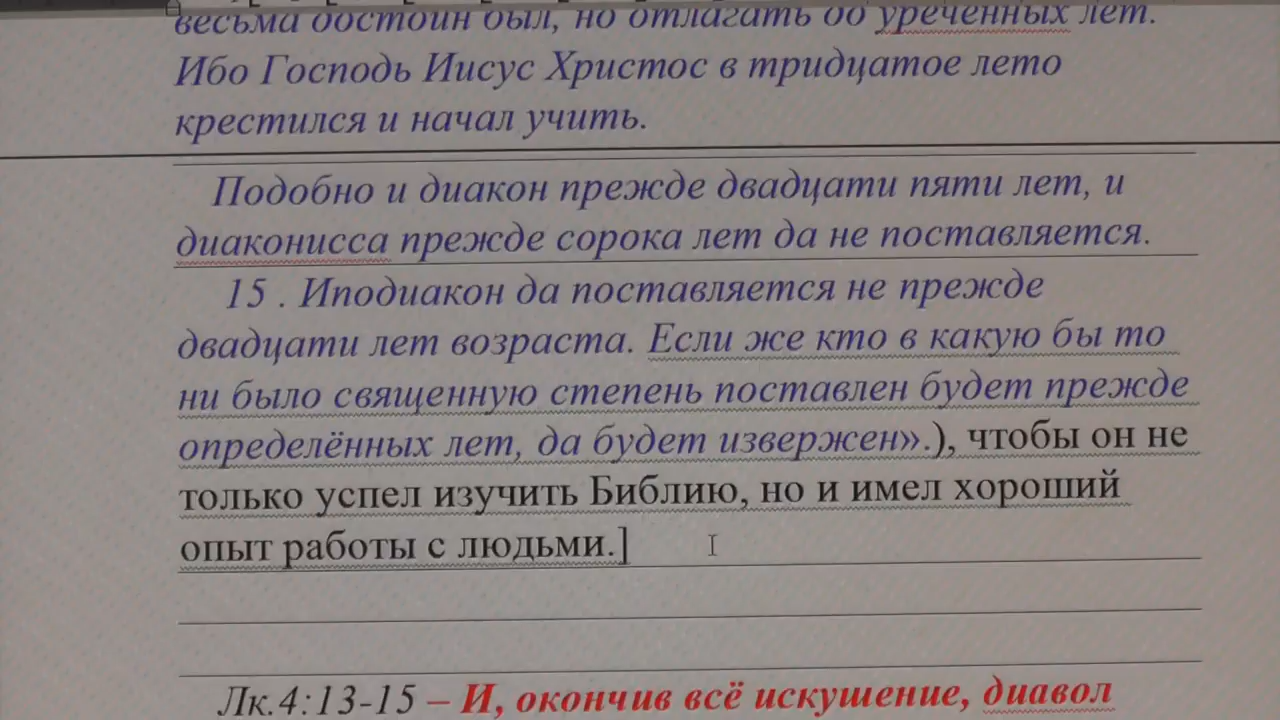 весьма достоин был, но отлагать до уреченных лет.
Ибо Господь Иисус Христос в тридцатое лето
крестился и начал учить.
Подобно и диакон прежде двадцати пяти лет, и
диаконисса прежде сорока лет да не поставляется.
15 . Иподиакон да поставляется не прежде
двадцати лет возраста. Если же кто в какую бы то
ни было священную степень поставлен будет прежде
определённых лет, да будет извержен».), чтобы он не
только успел изучить Библию, но и имел хороший
опыт работы с людьми.]
Лк.4:13-15 – И, окончив всё искушение, диавол